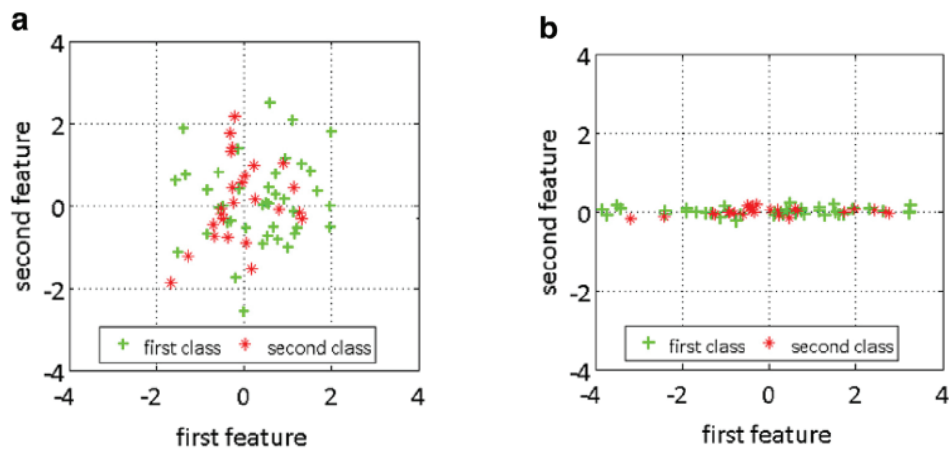 a
4
2
0
-2
-4
second feature
first class second class
-4 -2 0 2 4
first feature
b
4
2
0
-2
-4
second feature
first class second class
-4 -2 0 2 4
first feature